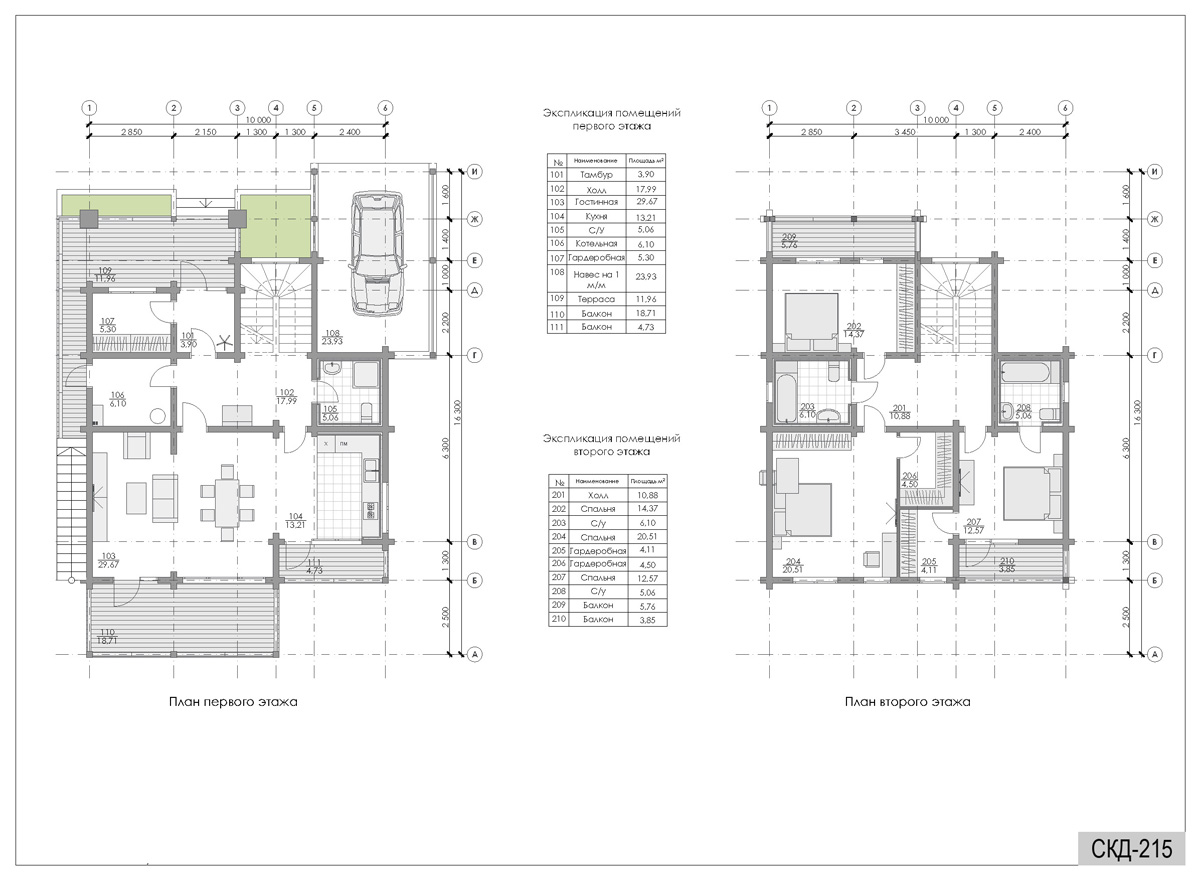 1 2 3 4 5 6
10 000
2 850 2 150 1 300 1 300 2 400
И
Ж
Е
Д
Г
В
Б
А
1 600
1 400
1 000
2 200
6 300
1 300
2 500
16 300
109
11,96
107
5,30
101
3,90
108
23,93
106
6,10
102
17,99
105
5,06
Х ПМ
104
13,21
103
29,67
111
4,73
110
18,71
План первого этажа
Экспликация помещений
первого этажа
№ Наименование Площадь м²
101 Тамбур 3,90
102 Холл 17,99
103 Гостинная 29,67
104 Кухня 13,21
105 С/У 5,06
106 Котельная 6,10
107 Гардеробная 5,30
108 Навес на 1 23,93
м/м
109 Терраса 11,96
110 Балкон 18,71
111 Балкон 4,73
Экспликация помещений
второго этажа
№ Наименование Площадь м²
201 Холл 10,88
202 Спальня 14,37
203 С/у 6,10
204 Спальня 20,51
205 Гардеробная 4,11
206 Гардеробная 4,50
207 Спальня 12,57
208 С/у 5,06
209 Балкон 5,76
210 Балкон 3,85
1 2 3 4 5 6
10 000
2 850 3 450 1 300 2 400
И
Ж
Е
Д
Г
В
Б
А
1 600
1 400
1 000
2 200
6 300
1 300
2 500
16 300
209
5,76
202
14,37
203
6,10
201
10,88
208
5,06
206
4,50
207
12,57
204
20,51
205
4,11
210
3,85
План второго этажа
СКД-215